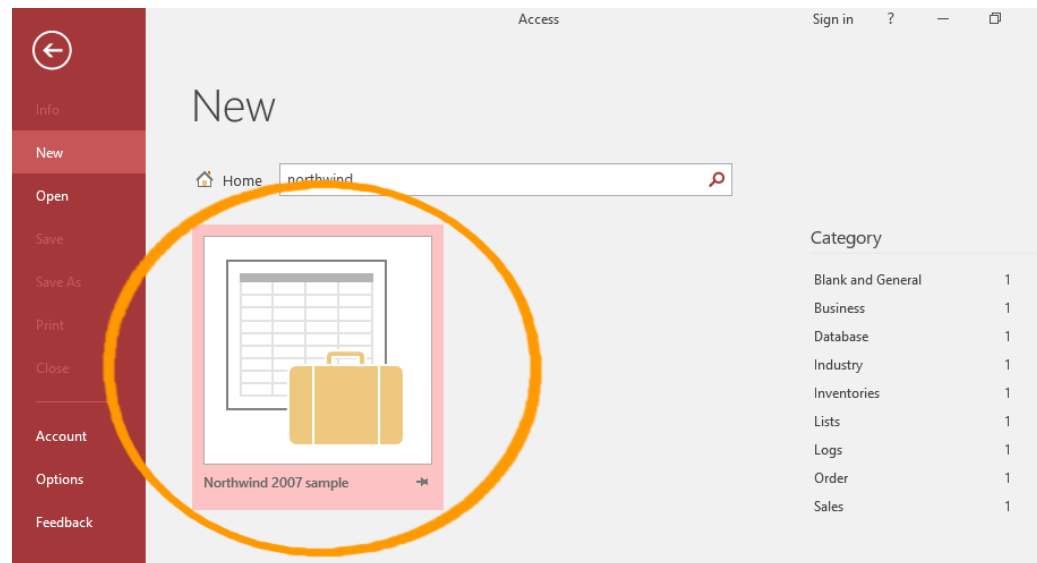 Access
Sign in ?
Info
New
New
Home northwind
Open
Save
Save As
Print
Close
Account
Options
Feedback
Northwind 2007 sample
Category
Blank and General 1
Business 1
Database 1
Industry 1
Inventories 1
Lists 1
Logs 1
Order 1
Sales 1